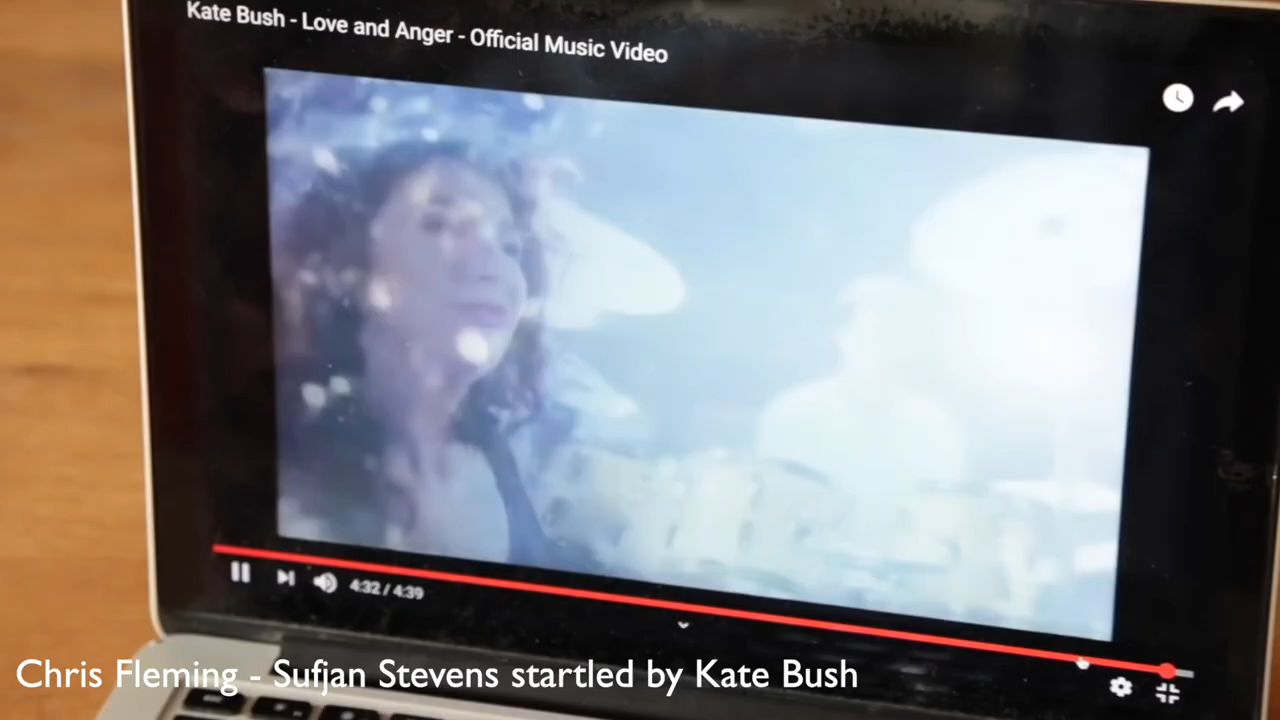 Kate Bush - Love and Anger - Official Music Video
4:32 / 4:39
Chris Fleming - Sufjan Stevens startled by Kate Bush